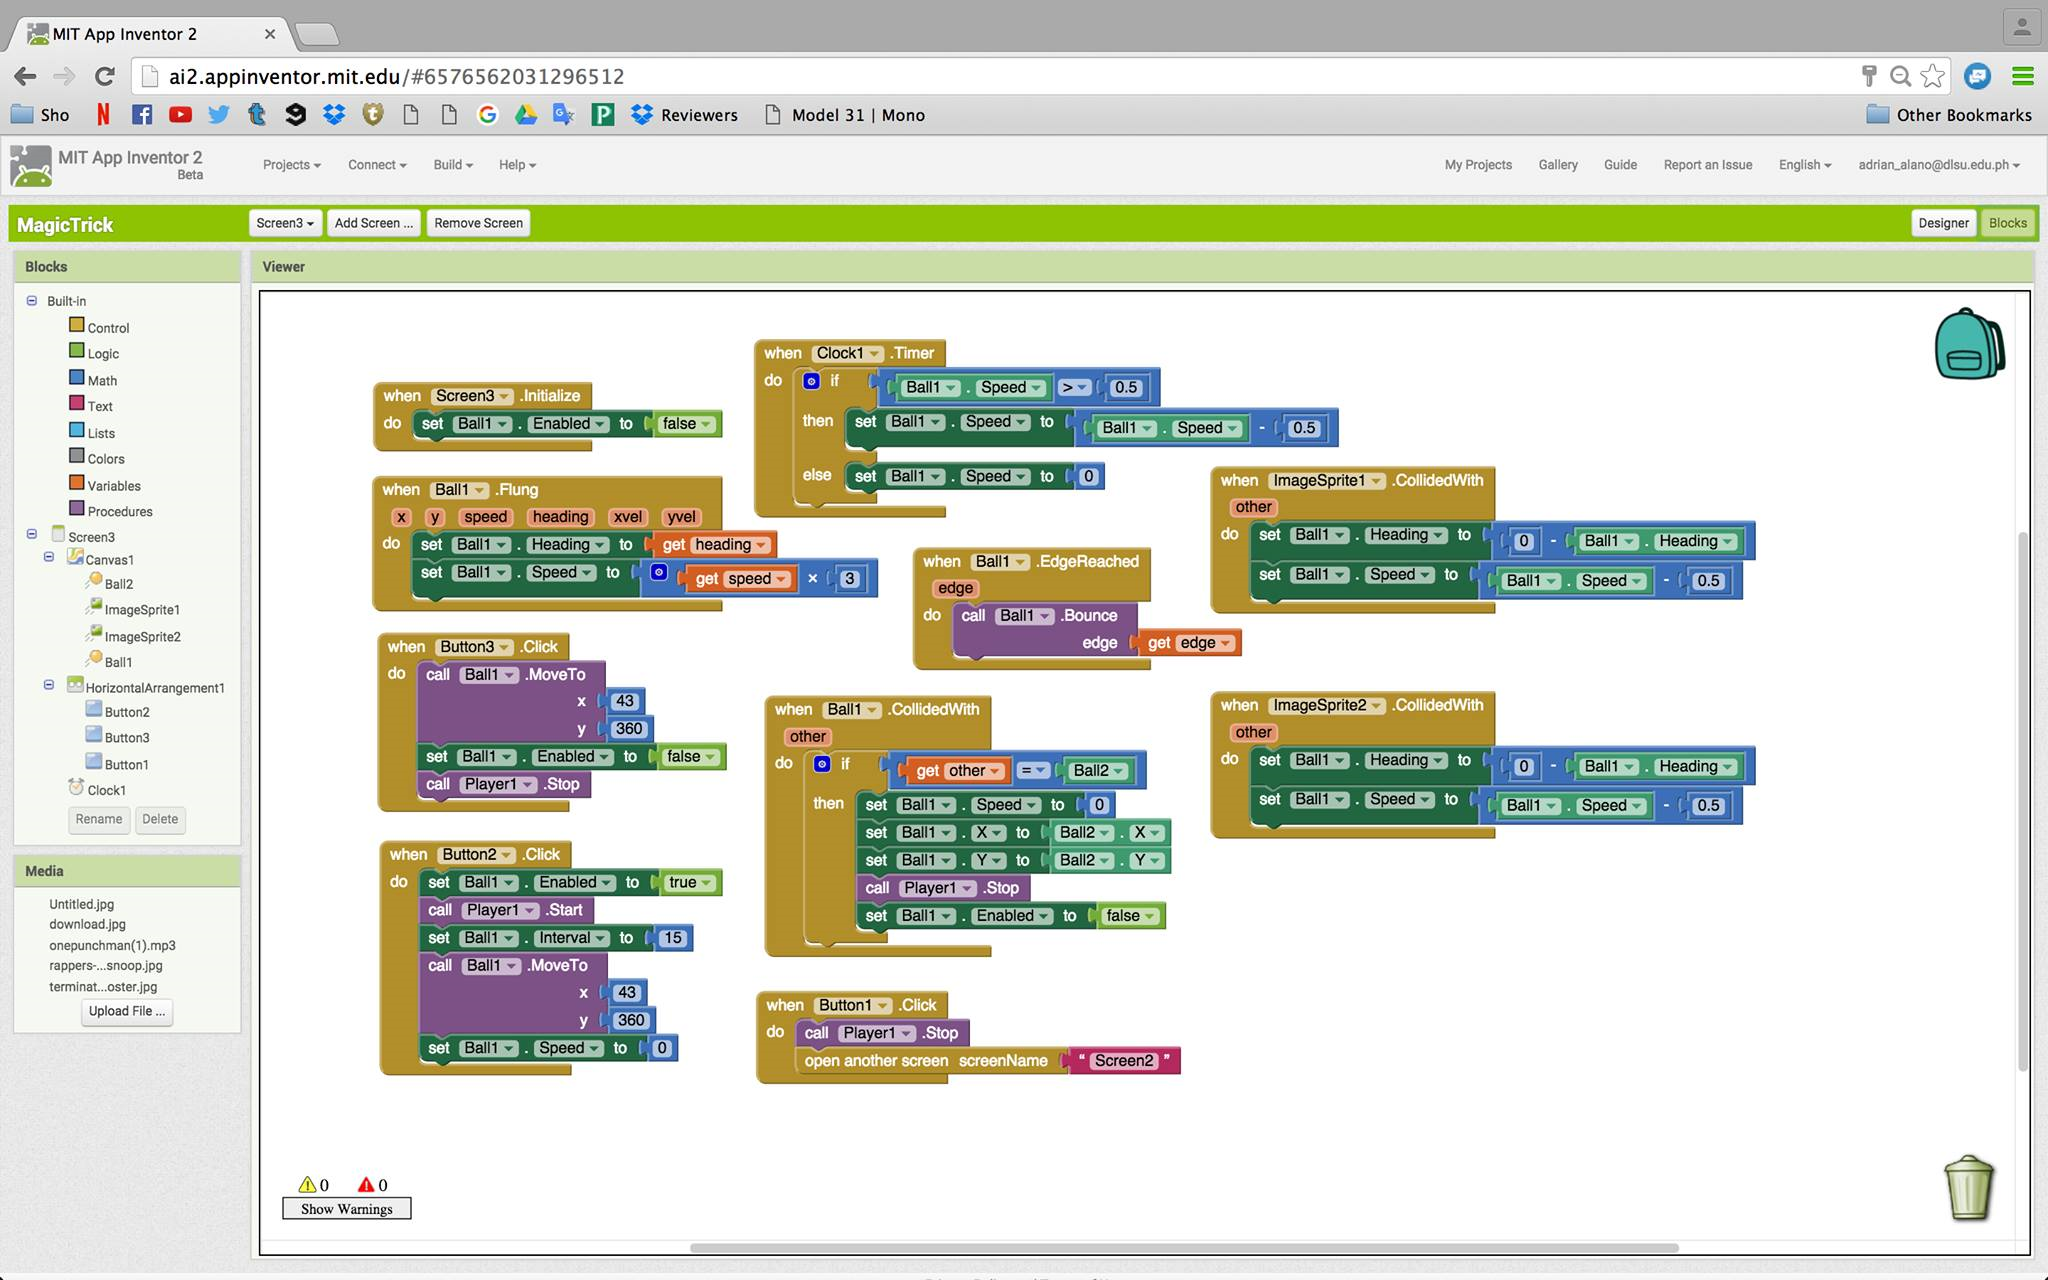 MIT App Inventor 2
ai2.appinventor.mit.edu/#6576562031296512
Sho
Reviewers
Model 31 | Mono
Other Bookmarks
MIT App Inventor 2
Beta
Projects
Connect
Build
Help
My Projects
Gallery
Guide
Report an Issue
English
adrian_alano@dlsu.edu.ph
MagicTrick
Screen3
Add Screen ...
Remove Screen
Designer
Blocks
Blocks
Built-in
Control
Logic
Math
Text
Lists
Colors
Variables
Procedures
Screen3
Canvas1
Ball2
ImageSprite1
ImageSprite2
Ball1
HorizontalArrangement1
Button2
Button3
Button1
Clock1
Rename
Delete
Media
Untitled.jpg
download.jpg
onepunchman(1).mp3
rappers-...snoop.jpg
terminat...oster.jpg
Upload File ...
Viewer
when Screen3 .Initialize
do set Ball1 . Enabled to false
when Ball1 .Flung
x y speed heading xvel yvel
do set Ball1 . Heading to get heading
set Ball1 . Speed to get speed × 3
when Button3 .Click
do call Ball1 .MoveTo
x 43
y 360
set Ball1 . Enabled to false
call Player1 .Stop
when Button2 .Click
do set Ball1 . Enabled to true
call Player1 .Start
set Ball1 . Interval to 15
call Ball1 .MoveTo
x 43
y 360
set Ball1 . Speed to 0
when Clock1 .Timer
do if Ball1 . Speed > 0.5
then set Ball1 . Speed to Ball1 . Speed - 0.5
else set Ball1 . Speed to 0
when Ball1 .EdgeReached
edge
do call Ball1 .Bounce
edge get edge
when Ball1 .CollidedWith
other
do if get other = Ball2
then set Ball1 . Speed to 0
set Ball1 . X to Ball2 . X
set Ball1 . Y to Ball2 . Y
call Player1 .Stop
set Ball1 . Enabled to false
when Button1 .Click
do call Player1 .Stop
open another screen screenName “ Screen2 ”
when ImageSprite1 .CollidedWith
other
do set Ball1 . Heading to 0 - Ball1 . Heading
set Ball1 . Speed to Ball1 . Speed - 0.5
when ImageSprite2 .CollidedWith
other
do set Ball1 . Heading to 0 - Ball1 . Heading
set Ball1 . Speed to Ball1 . Speed - 0.5
0 0
Show Warnings